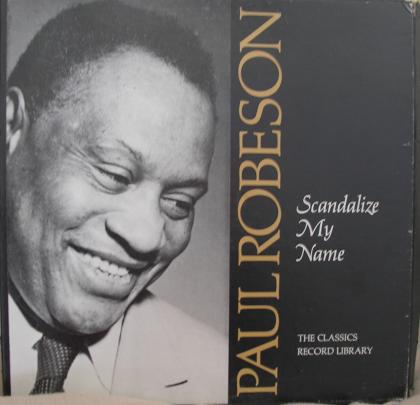 PAUL ROBESON
Scandalize
My
Name
THE CLASSICS
RECORD LIBRARY